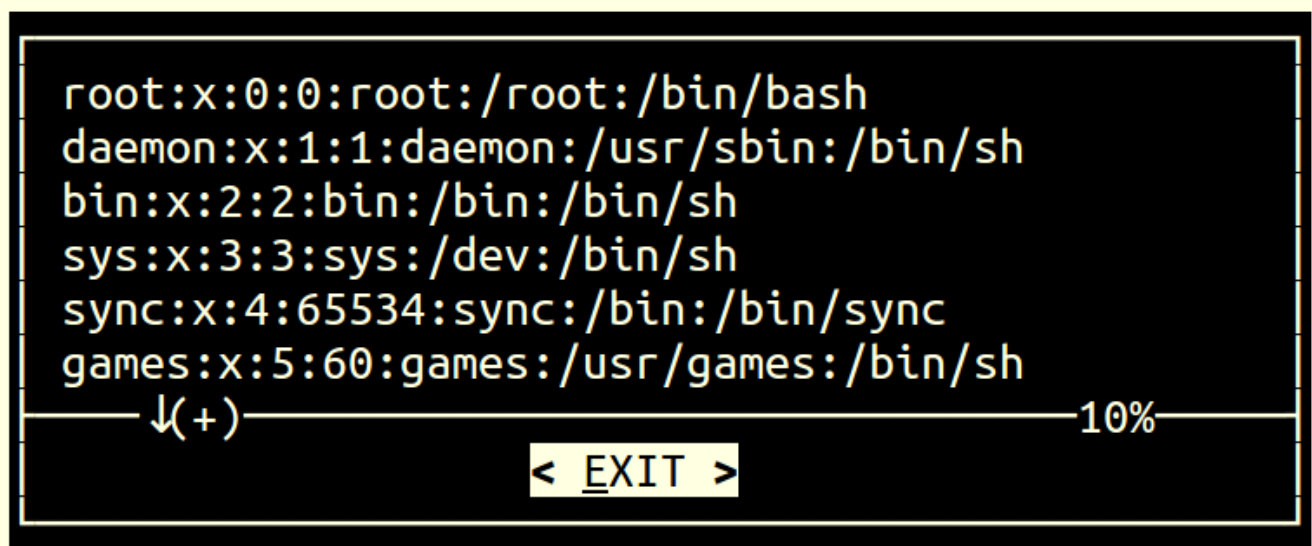 root:x:0:0:root:/root:/bin/bash
daemon:x:1:1:daemon:/usr/sbin:/bin/sh
bin:x:2:2:bin:/bin:/bin/sh
sys:x:3:3:sys:/dev:/bin/sh
sync:x:4:65534:sync:/bin:/bin/sync
games:x:5:60:games:/usr/games:/bin/sh
↓(+) 10%
< EXIT >